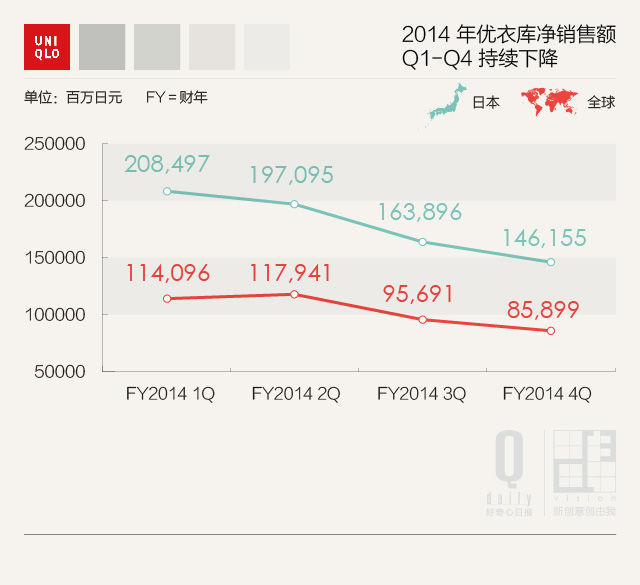 UNI
QLO
2014 年优衣库净销售额
Q1-Q4 持续下降
单位：百万日元 FY=财年
日本 全球
250000
200000
150000
100000
50000
208,497
197,095
163,896
146,155
114,096
117,941
95,691
85,899
FY2014 1Q FY2014 2Q FY2014 3Q FY2014 4Q
Q
daily
好奇心日报
vision
新创意创由我